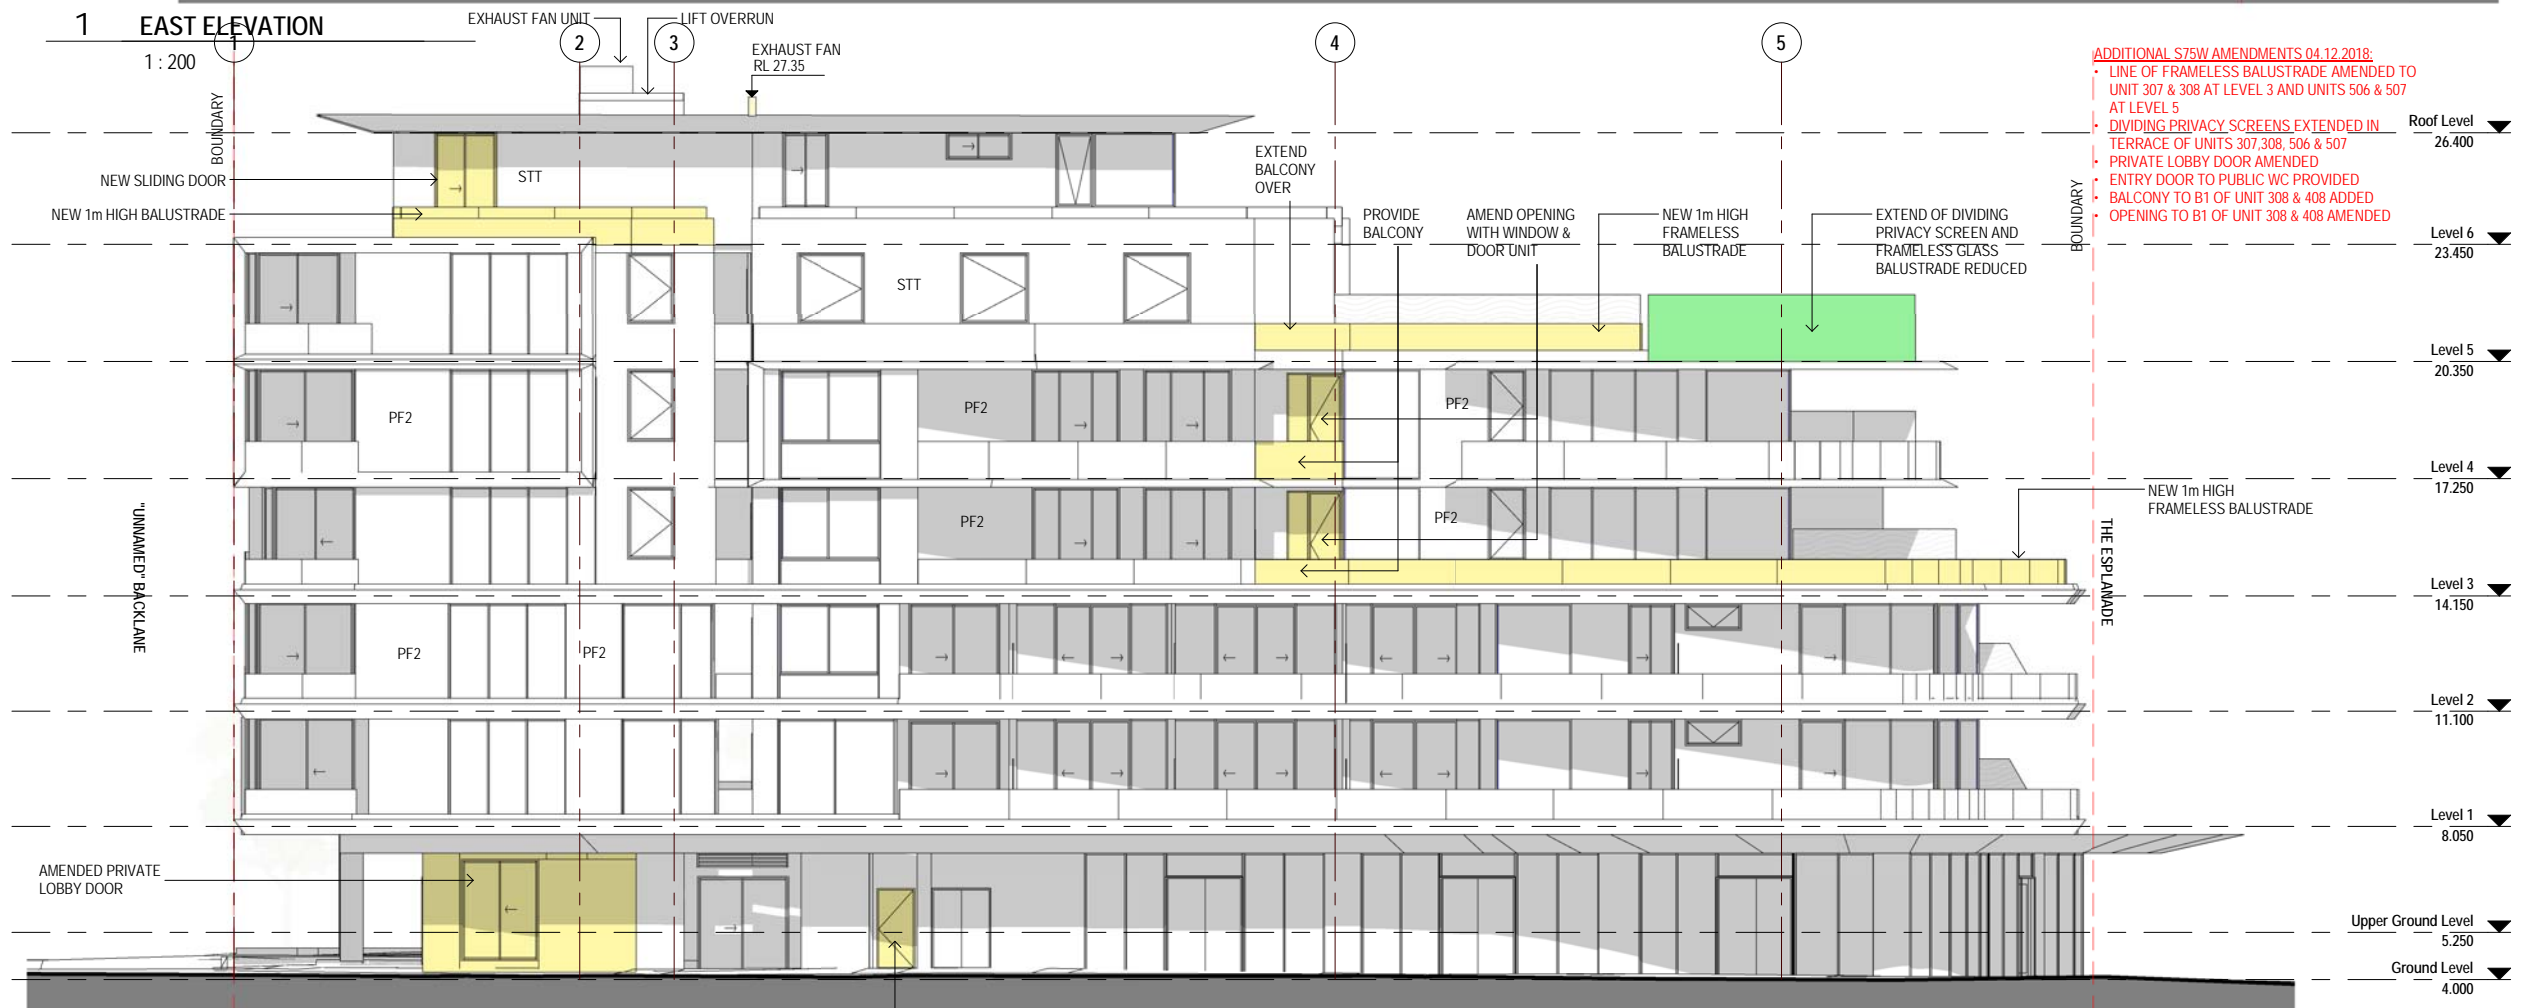 1 EAST ELEVATION
1 : 200
EXHAUST FAN UNIT
LIFT OVERRUN
EXHAUST FAN
RL 27.35
1
2
3
4
5
BOUNDARY
ADDITIONAL S75W AMENDMENTS 04.12.2018:
• LINE OF FRAMELESS BALUSTRADE AMENDED TO
UNIT 307 & 308 AT LEVEL 3 AND UNITS 506 & 507
AT LEVEL 5
• DIVIDING PRIVACY SCREENS EXTENDED IN
TERRACE OF UNITS 307,308, 506 & 507
• PRIVATE LOBBY DOOR AMENDED
• ENTRY DOOR TO PUBLIC WC PROVIDED
• BALCONY TO B1 OF UNIT 308 & 408 ADDED
• OPENING TO B1 OF UNIT 308 & 408 AMENDED
Roof Level
26.400
NEW SLIDING DOOR
STT
NEW 1m HIGH BALUSTRADE
EXTEND
BALCONY
OVER
PROVIDE
BALCONY
AMEND OPENING
WITH WINDOW &
DOOR UNIT
NEW 1m HIGH
FRAMELESS
BALUSTRADE
EXTEND OF DIVIDING
PRIVACY SCREEN AND
FRAMELESS GLASS
BALUSTRADE REDUCED
BOUNDARY
Level 6
23.450
STT
Level 5
20.350
PF2
PF2
PF2
Level 4
17.250
NEW 1m HIGH
FRAMELESS BALUSTRADE
PF2
PF2
"UNNAMED" BACKLANE
THE ESPLANADE
Level 3
14.150
PF2
PF2
Level 2
11.100
Level 1
8.050
AMENDED PRIVATE
LOBBY DOOR
Upper Ground Level
5.250
Ground Level
4.000